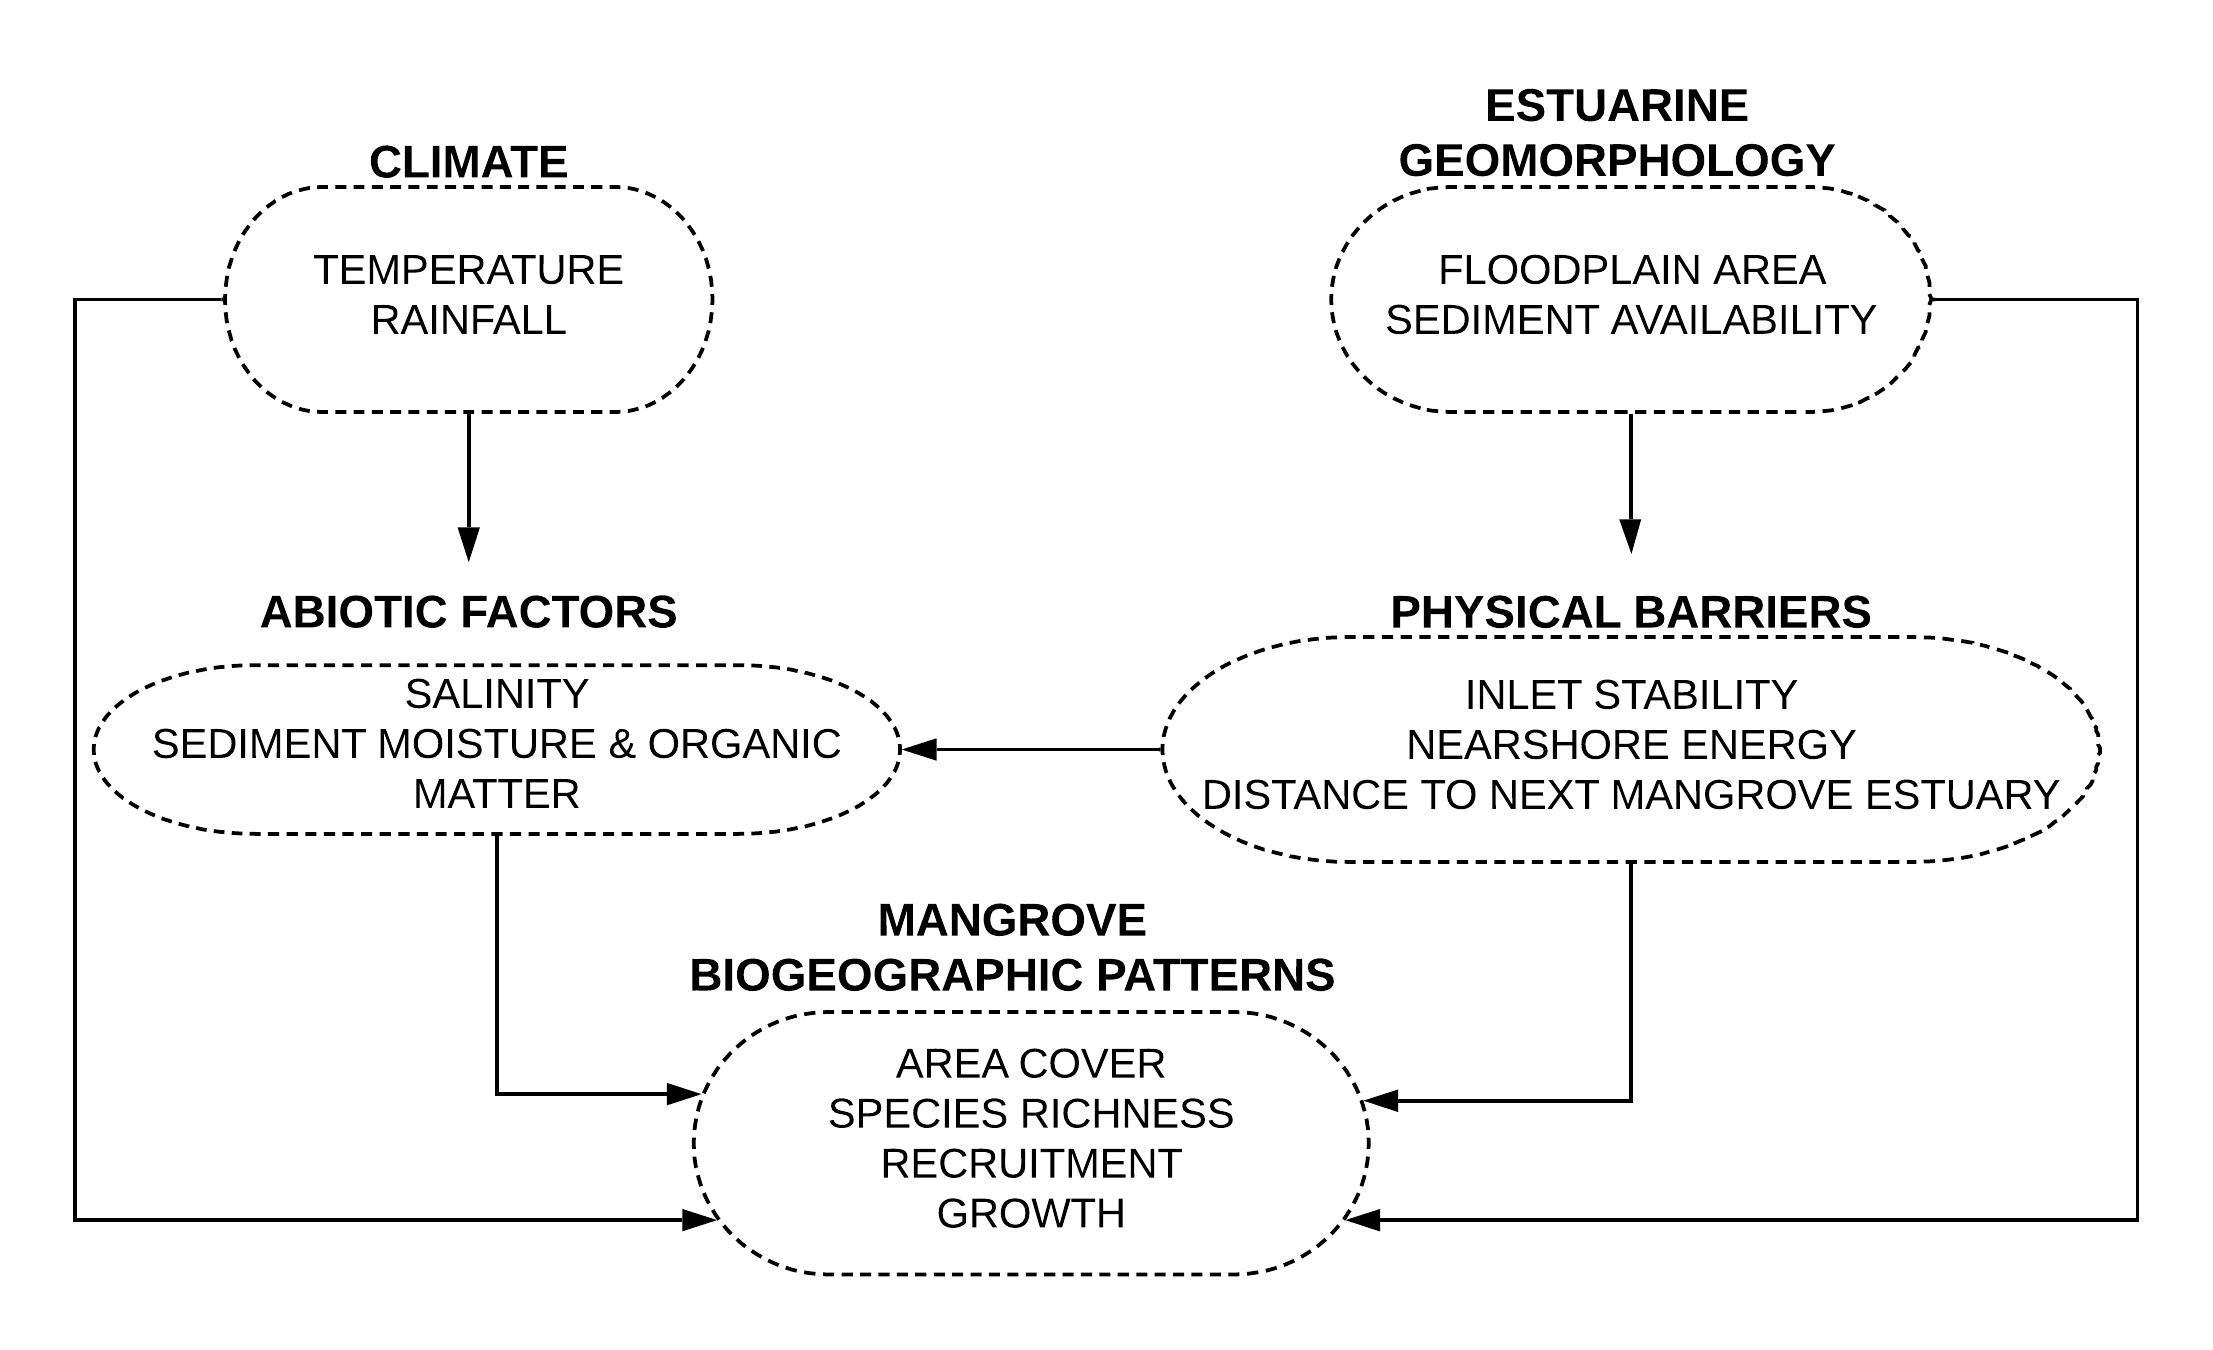 CLIMATE
TEMPERATURE
RAINFALL
ESTUARINE
GEOMORPHOLOGY
FLOODPLAIN AREA
SEDIMENT AVAILABILITY
ABIOTIC FACTORS
SALINITY
SEDIMENT MOISTURE & ORGANIC
MATTER
PHYSICAL BARRIERS
INLET STABILITY
NEARSHORE ENERGY
DISTANCE TO NEXT MANGROVE ESTUARY
MANGROVE
BIOGEOGRAPHIC PATTERNS
AREA COVER
SPECIES RICHNESS
RECRUITMENT
GROWTH